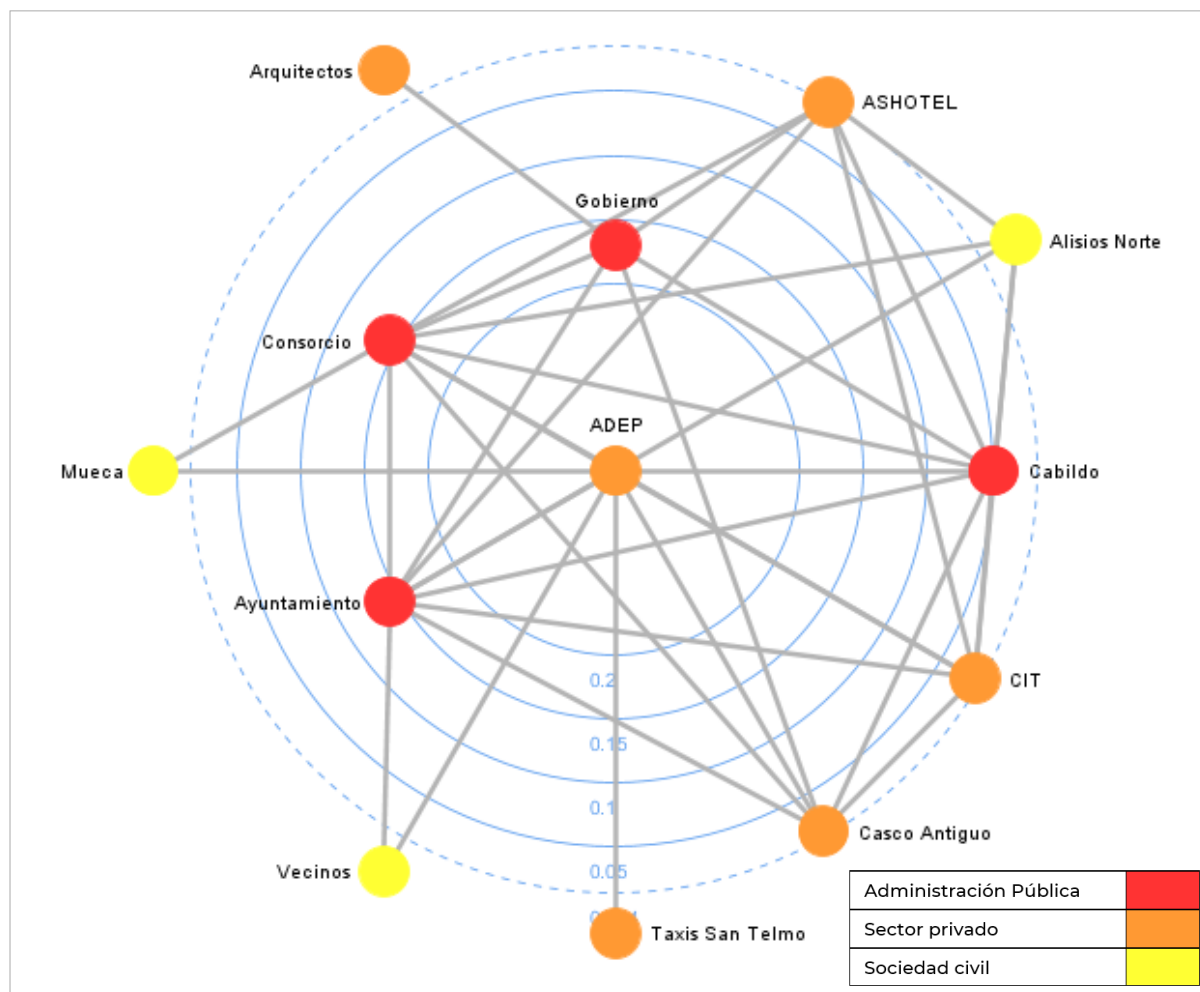 Arquitectos
ASHOTEL
Gobierno
Alisios Norte
Consorcio
ADEP
Mueca
Cabildo
Ayuntamiento
0.2
CIT
0.15
0.1
Casco Antiguo
0.05
Vecinos
Taxis San Telmo
Administración Pública
Sector privado
Sociedad civil